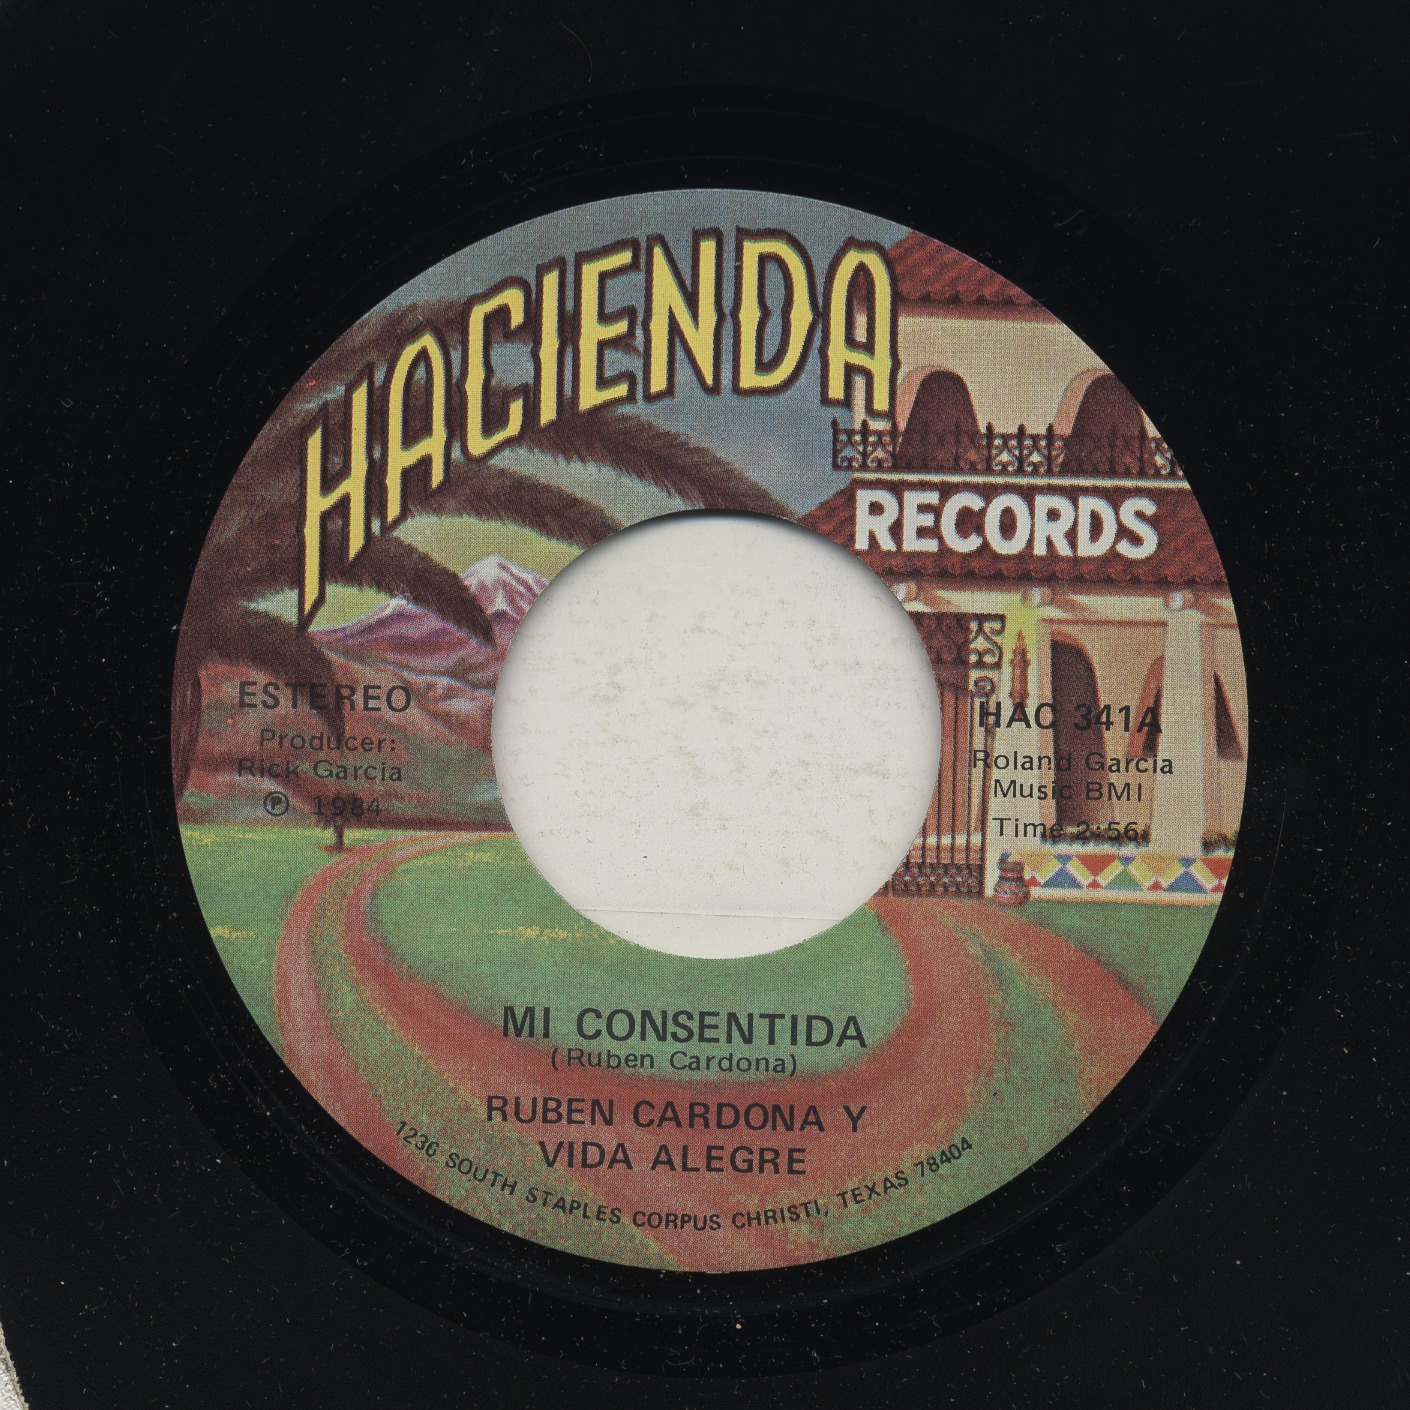 HACIENDA
RECORDS
ESTEREO
Producer:
Rick Garcia
Ⓟ 1984
HAC 341A
Roland Garcia
Music BMI
Time 2:56
MI CONSENTIDA
(Ruben Cardona)
RUBEN CARDONA Y
VIDA ALEGRE
1236 SOUTH STAPLES CORPUS CHRISTI, TEXAS 78404